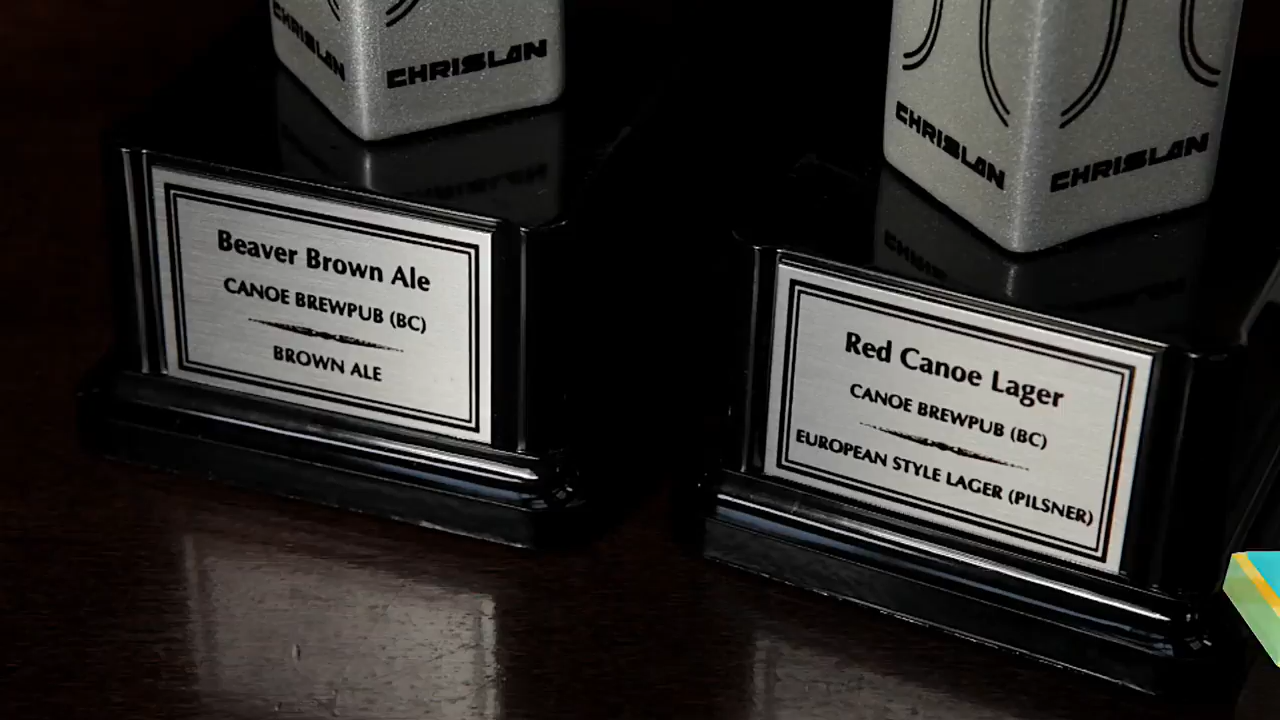 CHRISLAN
CHRISLAN
Beaver Brown Ale
CANOE BREWPUB (BC)
BROWN ALE
CHRISLAN
CHRISLAN
Red Canoe Lager
CANOE BREWPUB (BC)
EUROPEAN STYLE LAGER (PILSNER)